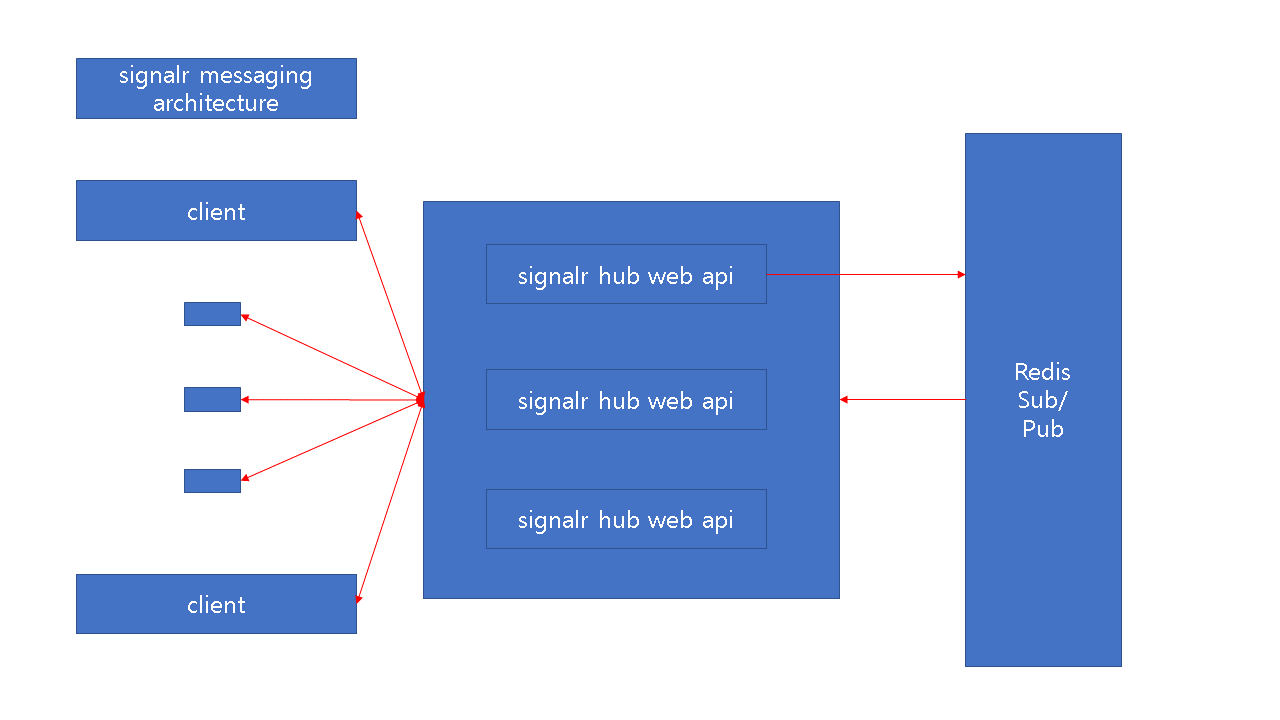 signalr messaging
architecture
client
signalr hub web api
signalr hub web api
signalr hub web api
client
Redis
Sub/
Pub